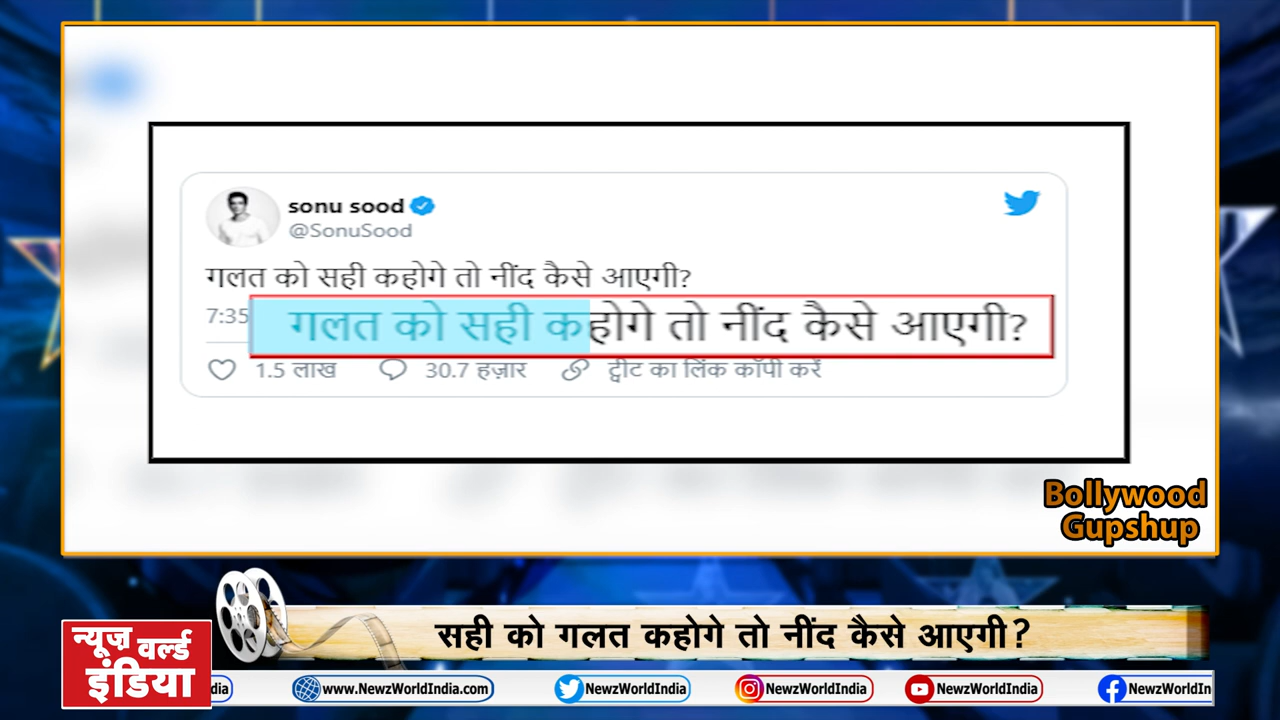 sonu sood
@SonuSood
गलत को सही कहोगे तो नींद कैसे आएगी?
7:35
गलत को सही कहोगे तो नींद कैसे आएगी?
1.5 लाख 30.7 हज़ार ट्वीट का लिंक कॉपी करें
Bollywood
Gupshup
सही को गलत कहोगे तो नींद कैसे आएगी?
न्यूज़ वर्ल्ड
इंडिया
dia www.NewzWorldIndia.com NewzWorldIndia NewzWorldIndia NewzWorldIndia NewzWorldIn